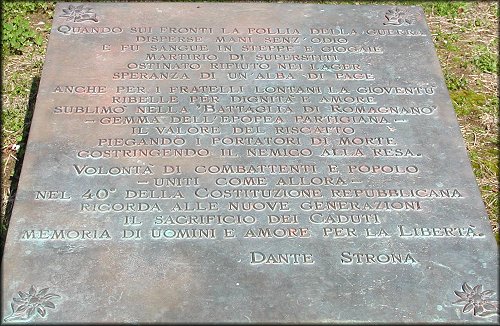 Quando sui fronti la follia della guerra
disperse mani senz'odio
e fu sangue in steppe e giogaie
martirio di superstiti
ostinato rifiuto nei lager
speranza di un'alba di pace
anche per i fratelli lontani la gioventù
ribelle per dignità e amore
sublimò nella "Battaglia di Romagnano"
- gemma dell'epopea partigiana -
il valore del riscatto
piegando i portatori di morte
costringendo il nemico alla resa.
Volontà di combattenti e popolo
- uniti come allora -
nel 40° della Costituzione repubblicana
ricorda alle nuove generazioni
il sacrificio dei Caduti
memoria di uomini e amore per la Libertà.
Dante Strona